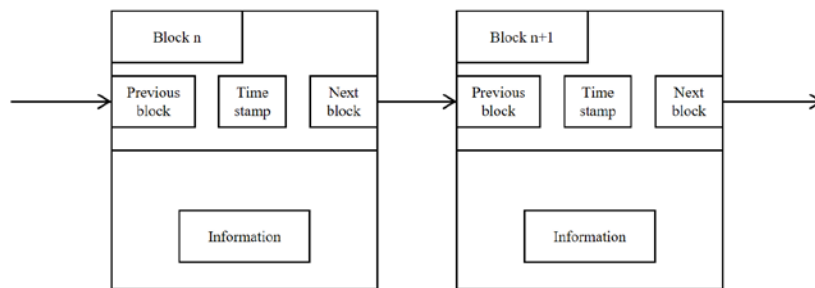 Block n
Block n+1
Previous
block
Time
stamp
Next
block
Previous
block
Time
stamp
Next
block
Information
Information